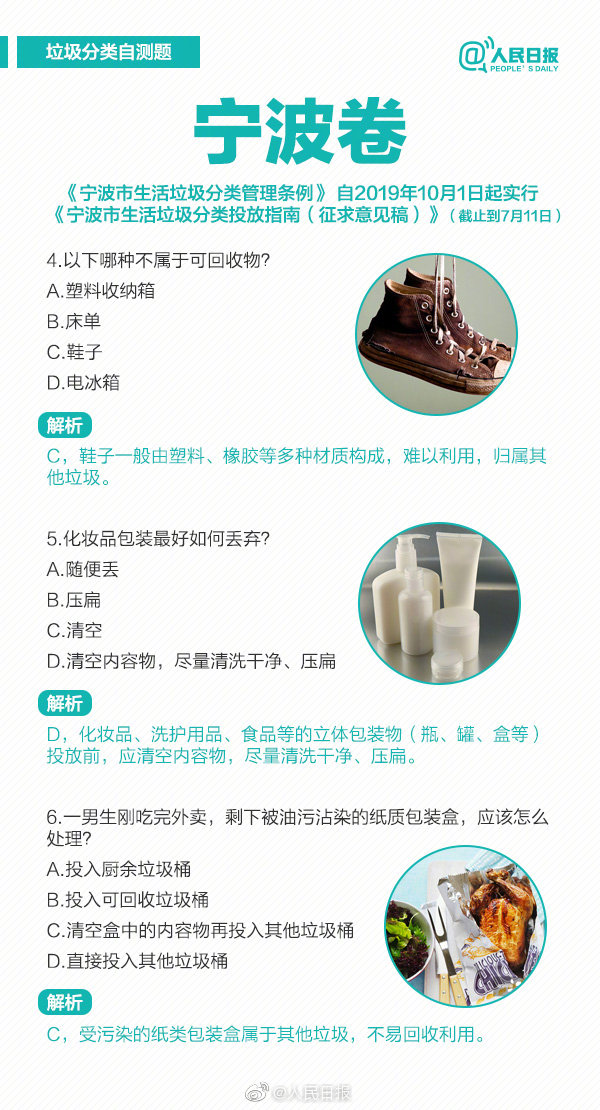 垃圾分类自测题
@人民日报
PEOPLE'S DAILY
宁波卷
《宁波市生活垃圾分类管理条例》 自2019年10月1日起实行
《宁波市生活垃圾分类投放指南（征求意见稿）》（截止到7月11日）
4.以下哪种不属于可回收物?
A.塑料收纳箱
B.床单
C.鞋子
D.电冰箱
解析
C，鞋子一般由塑料、橡胶等多种材质构成，难以利用，归属其
他垃圾。
5.化妆品包装最好如何丢弃?
A.随便丢
B.压扁
C.清空
D.清空内容物，尽量清洗干净、压扁
解析
D，化妆品、洗护用品、食品等的立体包装物（瓶、罐、盒等）
投放前，应清空内容物，尽量清洗干净、压扁。
6.一男生刚吃完外卖，剩下被油污沾染的纸质包装盒，应该怎么
处理?
A.投入厨余垃圾桶
B.投入可回收垃圾桶
C.清空盒中的内容物再投入其他垃圾桶
D.直接投入其他垃圾桶
解析
C，受污染的纸类包装盒属于其他垃圾，不易回收利用。
@人民日报